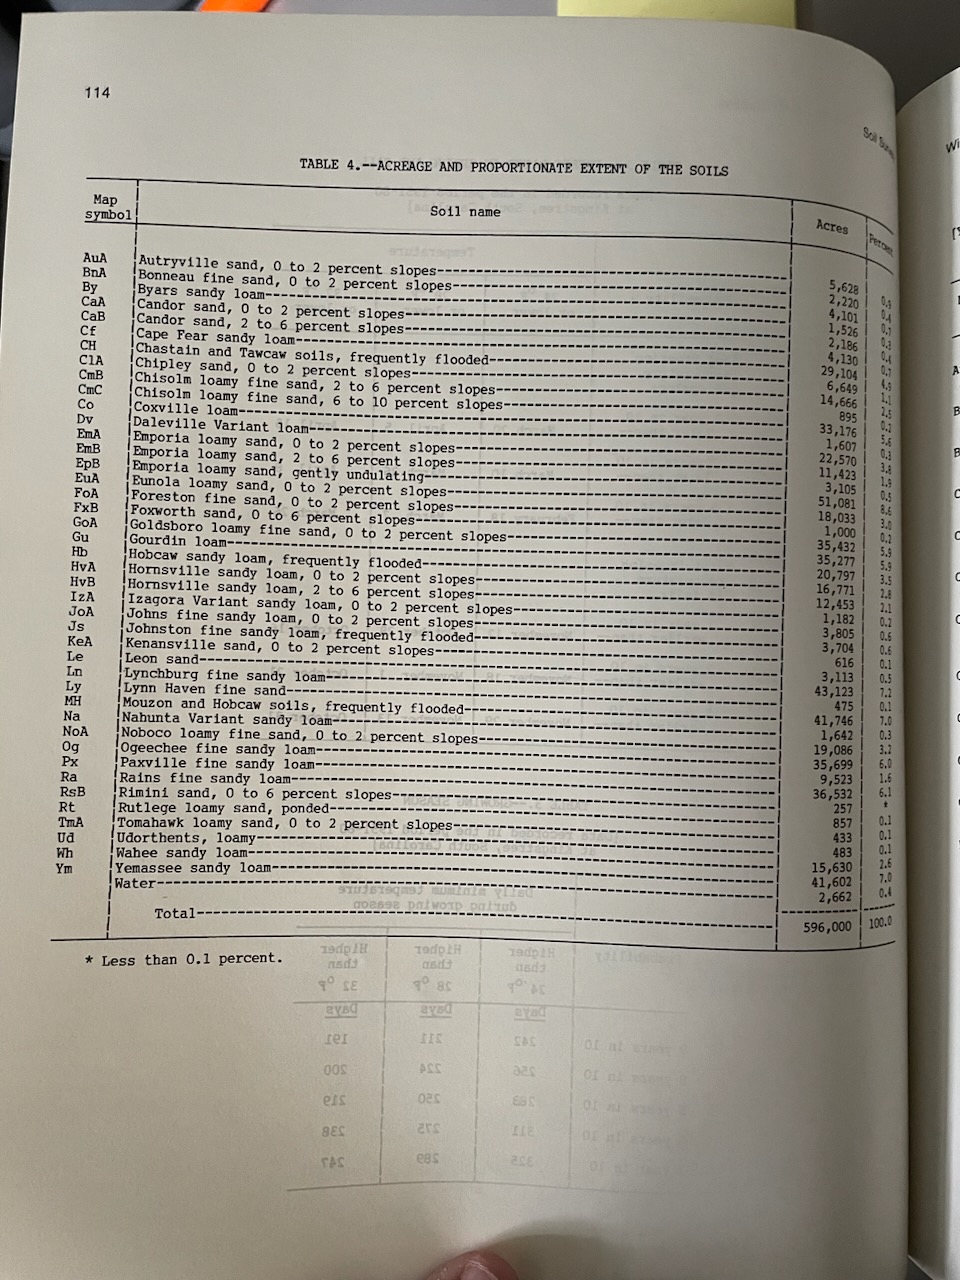 114
Soil Survey
TABLE 4.--ACREAGE AND PROPORTIONATE EXTENT OF THE SOILS
Map symbol Soil name Acres Percent
AuA Autryville sand, 0 to 2 percent slopes 5,628 0.9
BnA Bonneau fine sand, 0 to 2 percent slopes 2,220 0.4
By Byars sandy loam 4,101 0.7
CaA Candor sand, 0 to 2 percent slopes 1,526 0.3
CaB Candor sand, 2 to 6 percent slopes 2,186 0.4
Cf Cape Fear sandy loam 4,130 0.7
CH Chastain and Tawcaw soils, frequently flooded 29,104 4.9
ClA Chipley sand, 0 to 2 percent slopes 6,649 1.1
CmB Chisolm loamy fine sand, 2 to 6 percent slopes 14,666 2.5
CmC Chisolm loamy fine sand, 6 to 10 percent slopes 895 0.2
Co Coxville loam 33,176 5.6
Dv Daleville Variant loam 1,607 0.3
EmA Emporia loamy sand, 0 to 2 percent slopes 22,570 3.8
EmB Emporia loamy sand, 2 to 6 percent slopes 11,423 1.9
EpB Emporia loamy sand, gently undulating 3,105 0.5
EuA Eunola loamy sand, 0 to 2 percent slopes 51,081 8.6
FoA Foreston fine sand, 0 to 2 percent slopes 18,033 3.0
FxB Foxworth sand, 0 to 6 percent slopes 1,000 0.2
GoA Goldsboro loamy fine sand, 0 to 2 percent slopes 35,432 5.9
Gu Gourdin loam 35,277 5.9
Hb Hobcaw sandy loam, frequently flooded 20,797 3.5
HvA Hornsville sandy loam, 0 to 2 percent slopes 16,771 2.8
HvB Hornsville sandy loam, 2 to 6 percent slopes 12,453 2.1
IzA Izagora Variant sandy loam, 0 to 2 percent slopes 1,182 0.2
JoA Johns fine sandy loam, 0 to 2 percent slopes 3,805 0.6
Js Johnston fine sandy loam, frequently flooded 3,704 0.6
KeA Kenansville sand, 0 to 2 percent slopes 616 0.1
Le Leon sand 3,113 0.5
Ln Lynchburg fine sandy loam 43,123 7.2
Ly Lynn Haven fine sand 475 0.1
MH Mouzon and Hobcaw soils, frequently flooded 41,746 7.0
Na Nahunta Variant sandy loam 1,642 0.3
NoA Noboco loamy fine sand, 0 to 2 percent slopes 19,086 3.2
Og Ogeechee fine sandy loam 35,699 6.0
Px Paxville fine sandy loam 9,523 1.6
Ra Rains fine sandy loam 36,532 6.1
RsB Rimini sand, 0 to 6 percent slopes 257 *
Rt Rutlege loamy sand, ponded 857 0.1
TmA Tomahawk loamy sand, 0 to 2 percent slopes 433 0.1
Ud Udorthents, loamy 483 0.1
Wh Wahee sandy loam 15,630 2.6
Ym Yemassee sandy loam 41,602 7.0
Water 2,662 0.4
Total 596,000 100.0
* Less than 0.1 percent.